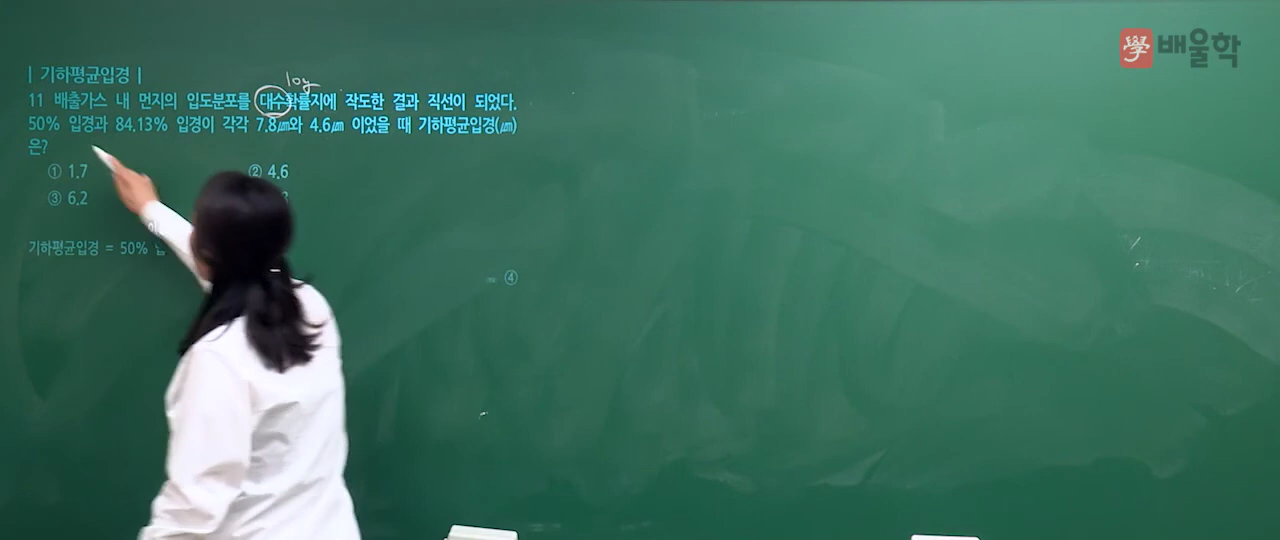 學 배울학
| 기하평균입경 |
log
11 배출가스 내 먼지의 입도분포를 대수확률지에 작도한 결과 직선이 되었다.
50% 입경과 84.13% 입경이 각각 7.8㎛와 4.6㎛ 이었을 때 기하평균입경(㎛)
은?
① 1.7 ② 4.6
③ 6.2
기하평균입경 = 50%
④